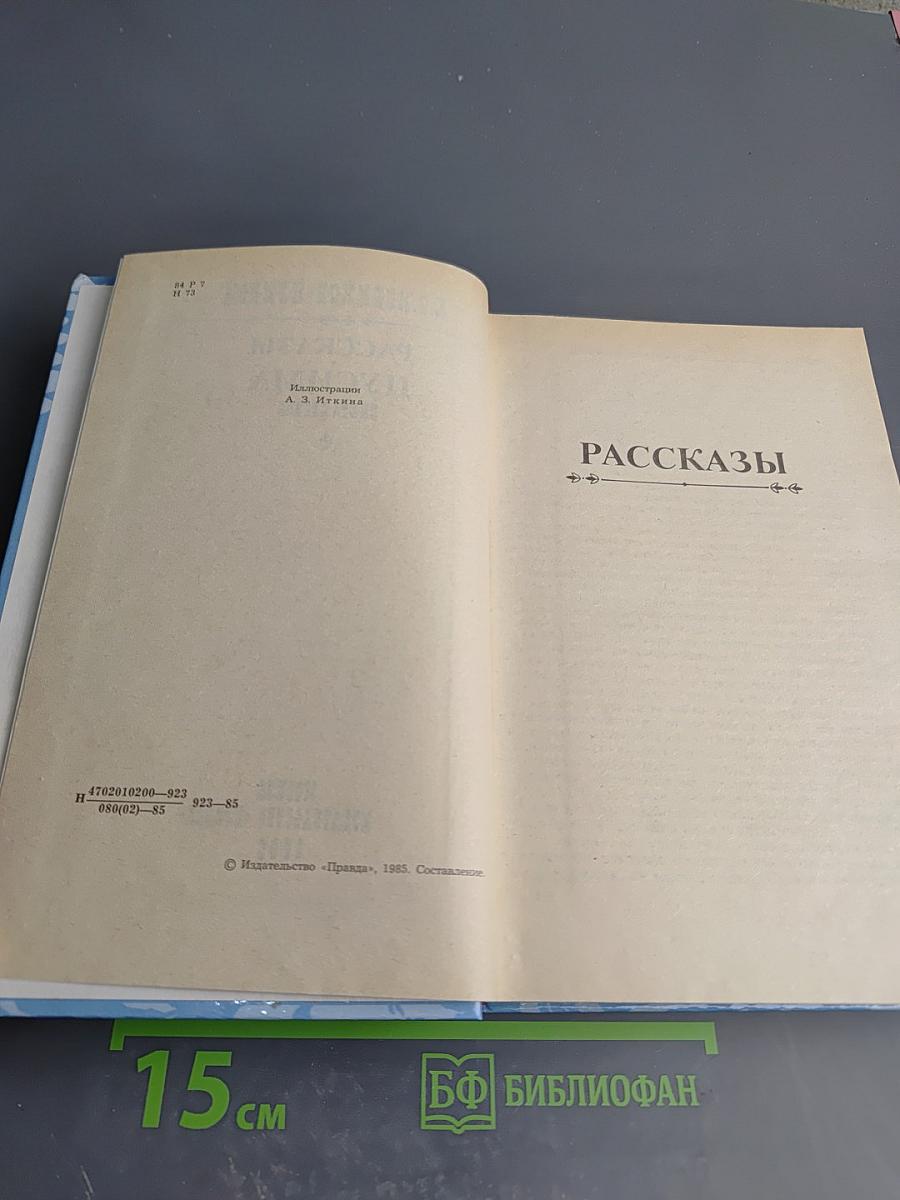 84 Р 7
Н 73
Иллюстрации
А. З. Иткина
Н 4702010200—923
080(02)—85
923—85
© Издательство «Правда», 1985. Составление.
РАССКАЗЫ
15 см
БФ БИБЛИОФАН